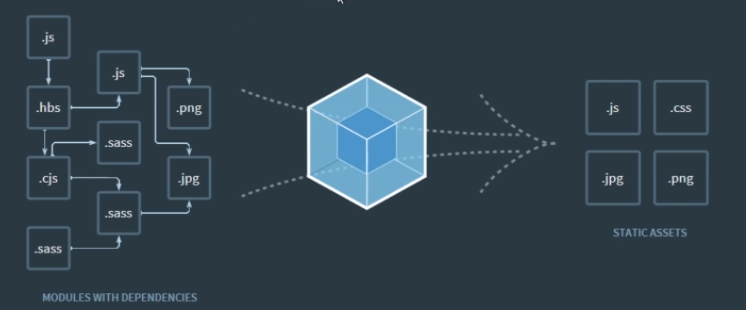 .js
.js
.hbs
.png
.sass
.cjs
.jpg
.sass
.sass
MODULES WITH DEPENDENCIES
.js
.css
.jpg
.png
STATIC ASSETS